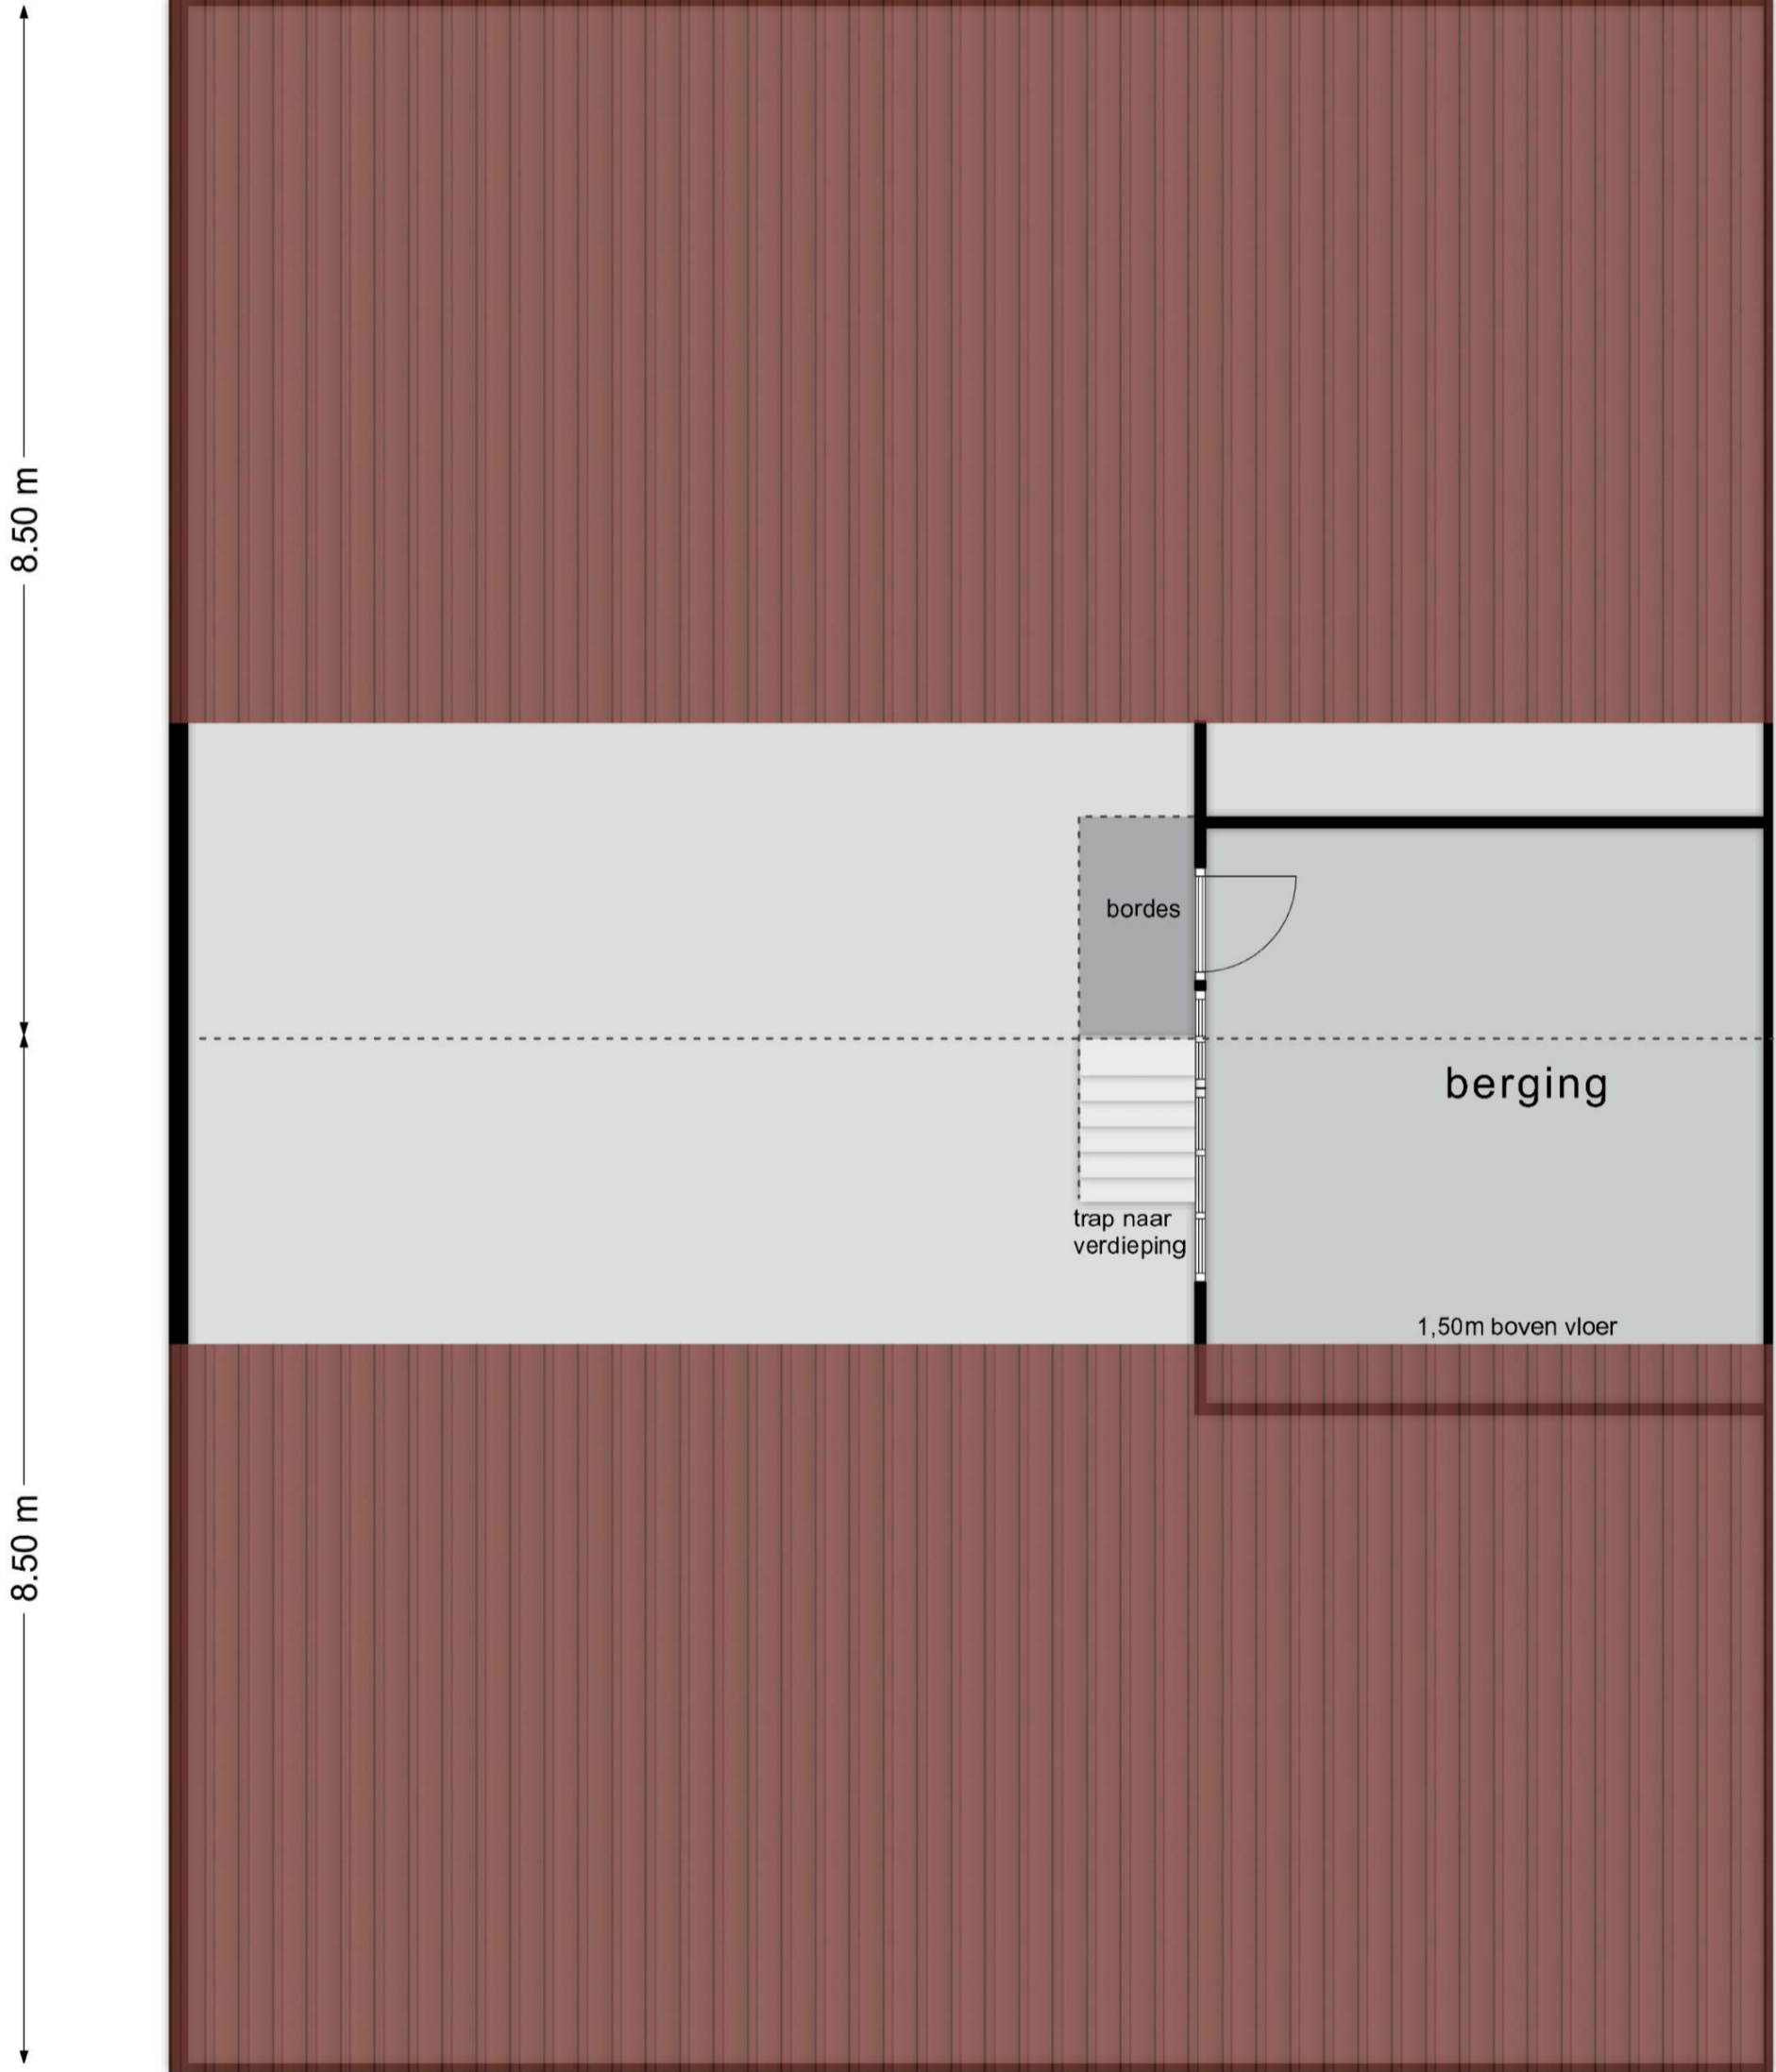 8.50 m
bordes
berging
trap naar
verdieping
1,50m boven vloer
8.50 m